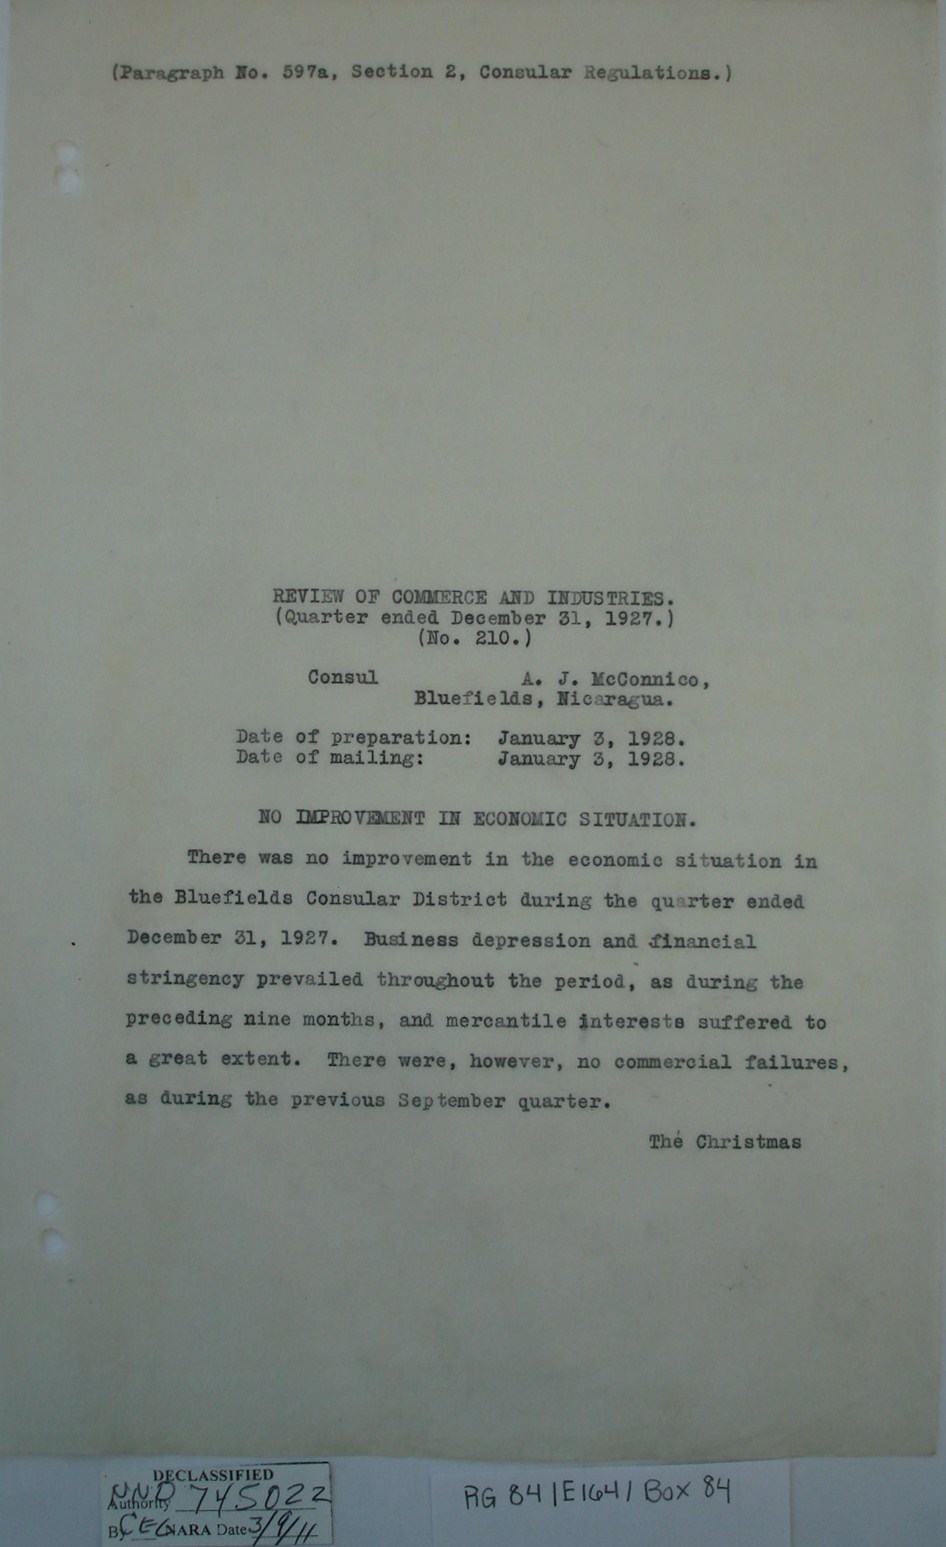 (Paragraph No. 597a, Section 2, Consular Regulations.)
REVIEW OF COMMERCE AND INDUSTRIES.
(Quarter ended December 31, 1927.)
(No. 210.)
Consul A. J. McConnico,
Bluefields, Nicaragua.
Date of preparation: January 3, 1928.
Date of mailing: January 3, 1928.
NO IMPROVEMENT IN ECONOMIC SITUATION.
There was no improvement in the economic situation in
the Bluefields Consular District during the quarter ended
December 31, 1927. Business depression and financial
stringency prevailed throughout the period, as during the
preceding nine months, and mercantile interests suffered to
a great extent. There were, however, no commercial failures,
as during the previous September quarter.
The Christmas
DECLASSIFIED
Authority NND 745022
By CEG NARA Date 3/9/11
RG 84 | E 164 | Box 84